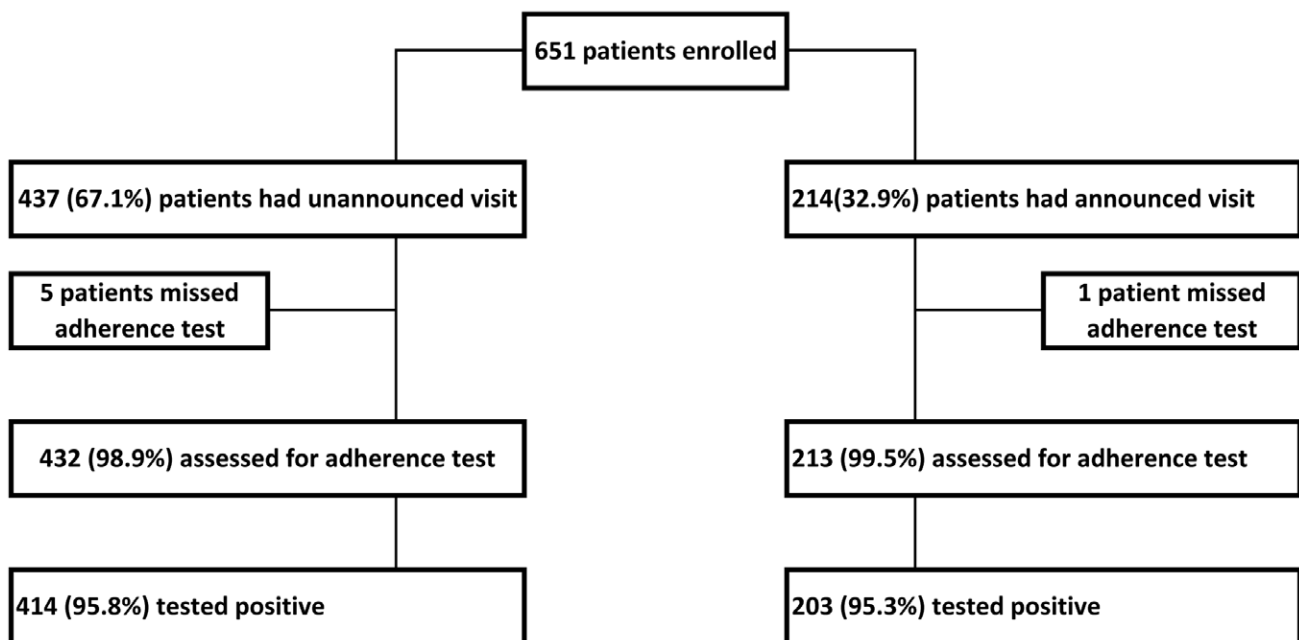 651 patients enrolled
437 (67.1%) patients had unannounced visit
214(32.9%) patients had announced visit
5 patients missed
adherence test
1 patient missed
adherence test
432 (98.9%) assessed for adherence test
213 (99.5%) assessed for adherence test
414 (95.8%) tested positive
203 (95.3%) tested positive